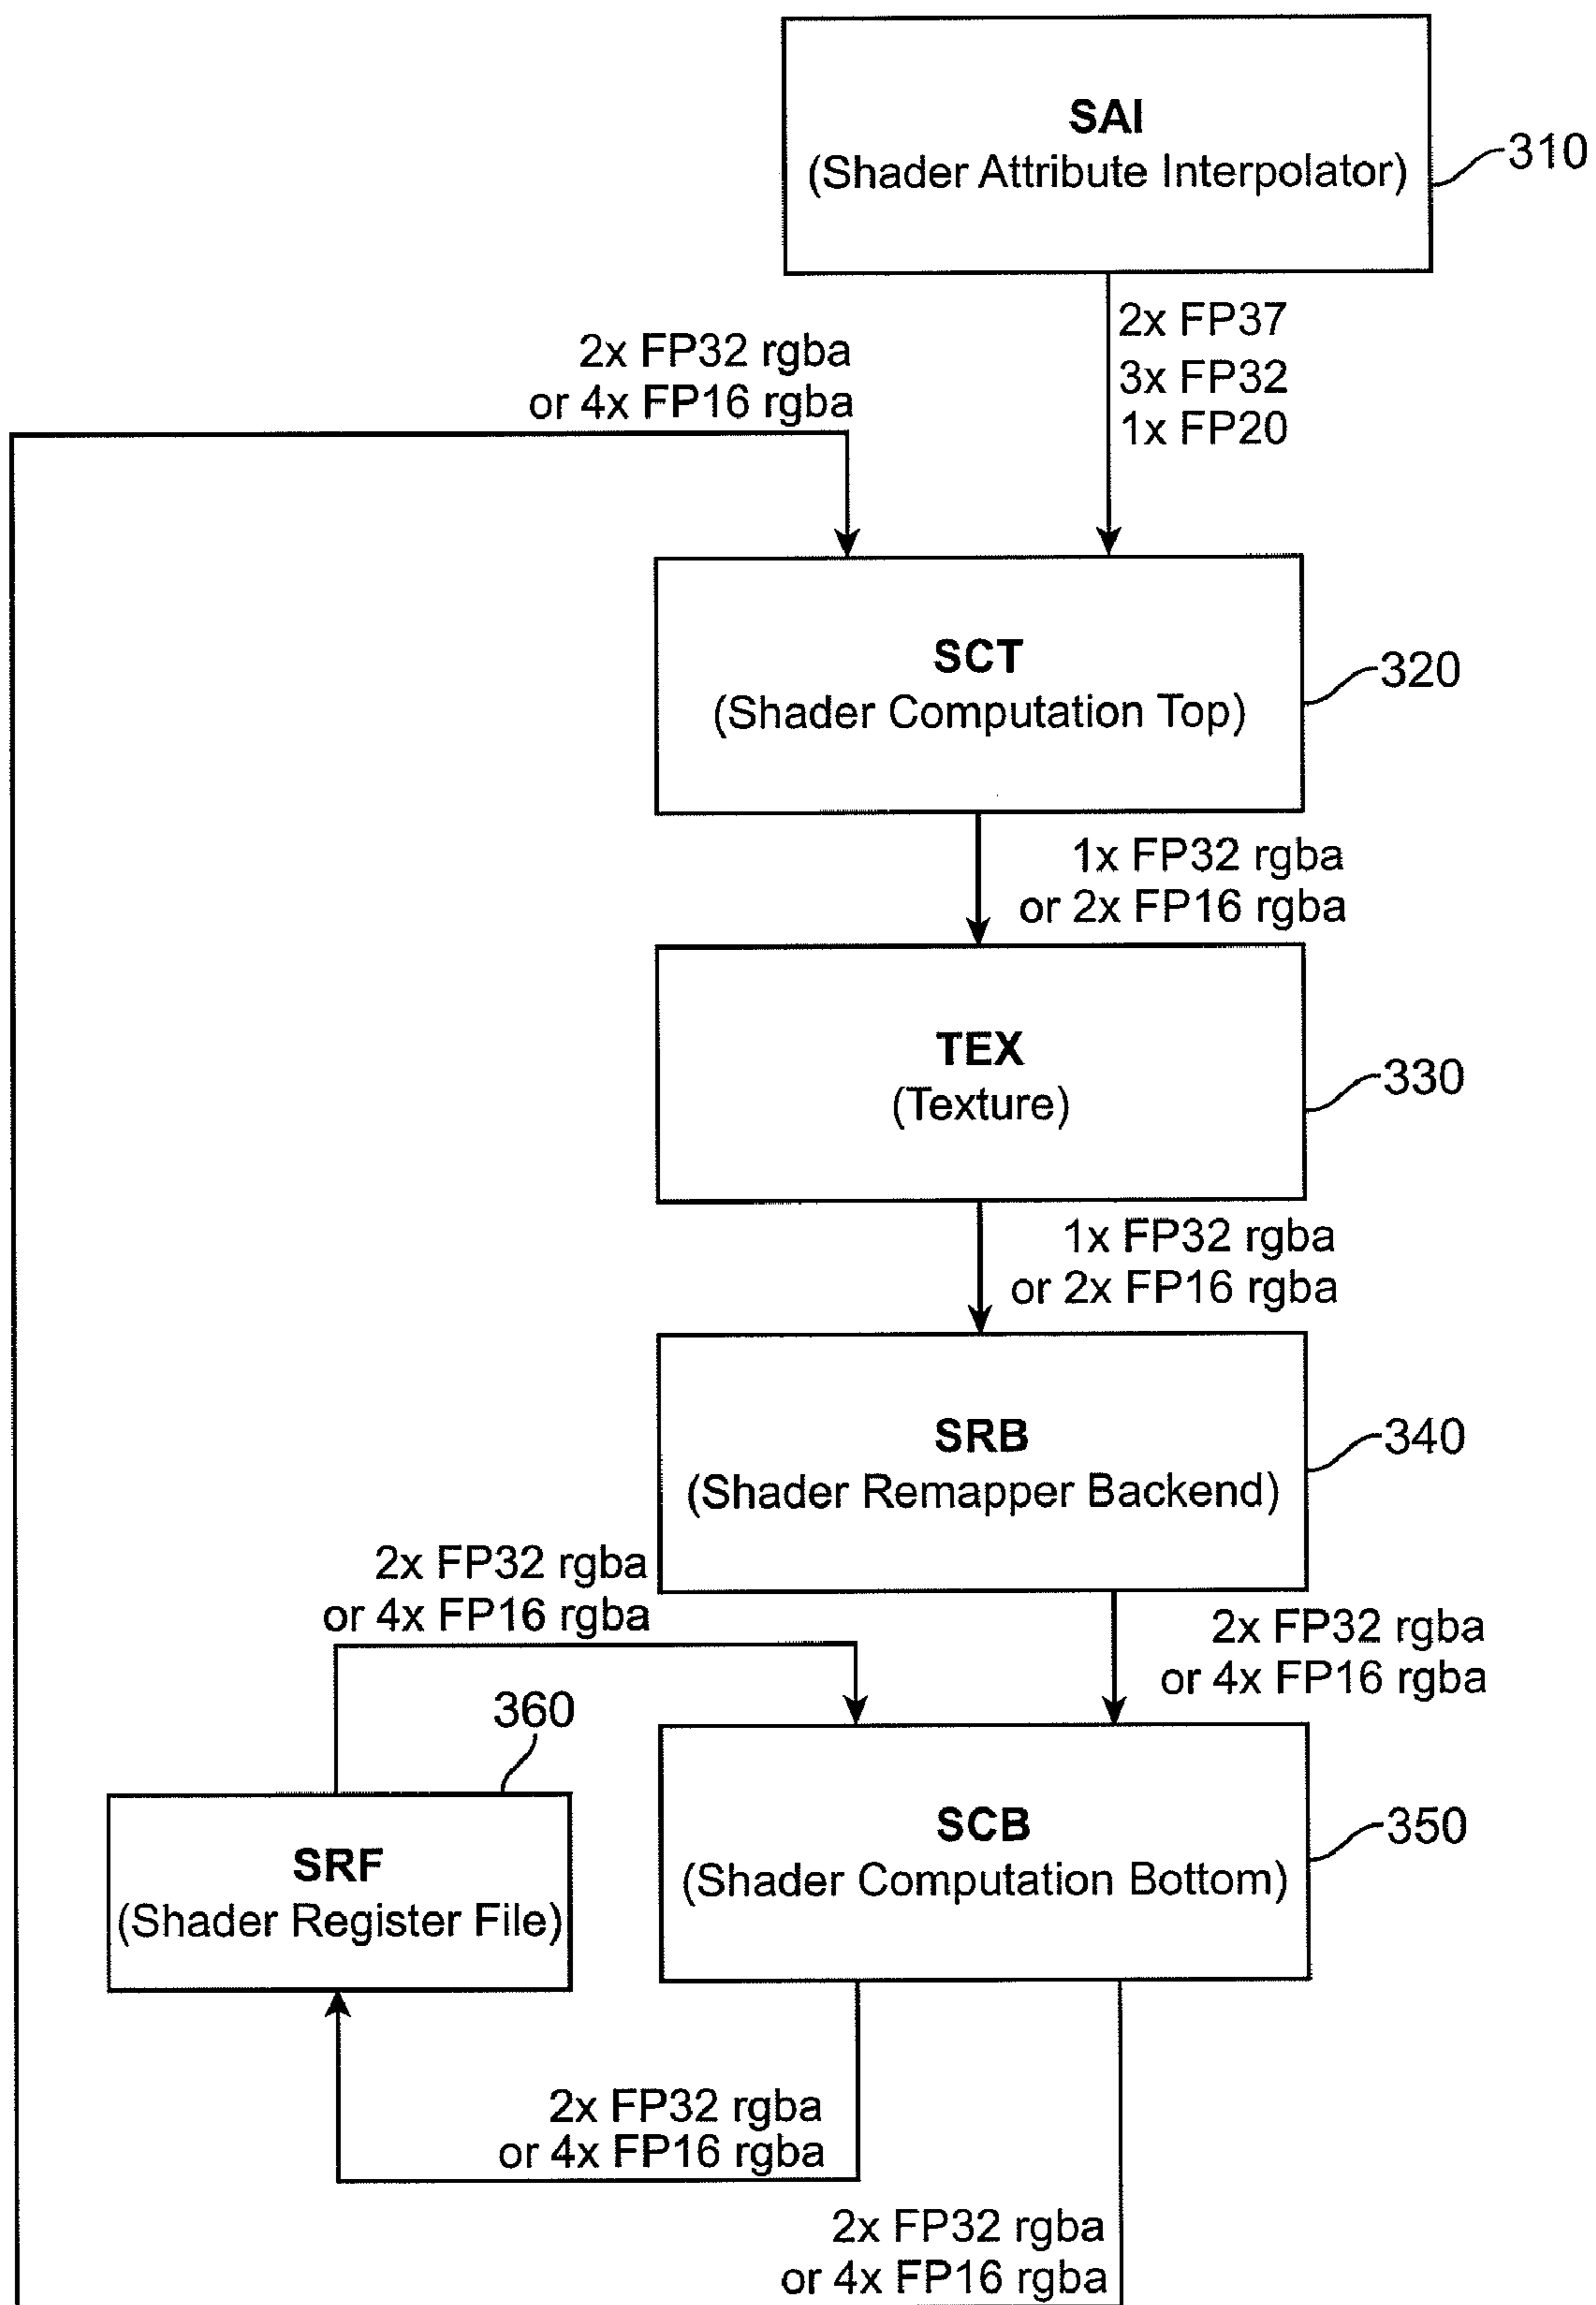 SAI
(Shader Attribute Interpolator)
310
2x FP37
3x FP32
1x FP20
2x FP32 rgba
or 4x FP16 rgba
SCT
(Shader Computation Top)
320
1x FP32 rgba
or 2x FP16 rgba
TEX
(Texture)
330
1x FP32 rgba
or 2x FP16 rgba
SRB
(Shader Remapper Backend)
340
2x FP32 rgba
or 4x FP16 rgba
2x FP32 rgba
or 4x FP16 rgba
360
SCB
(Shader Computation Bottom)
350
SRF
(Shader Register File)
2x FP32 rgba
or 4x FP16 rgba
2x FP32 rgba
or 4x FP16 rgba